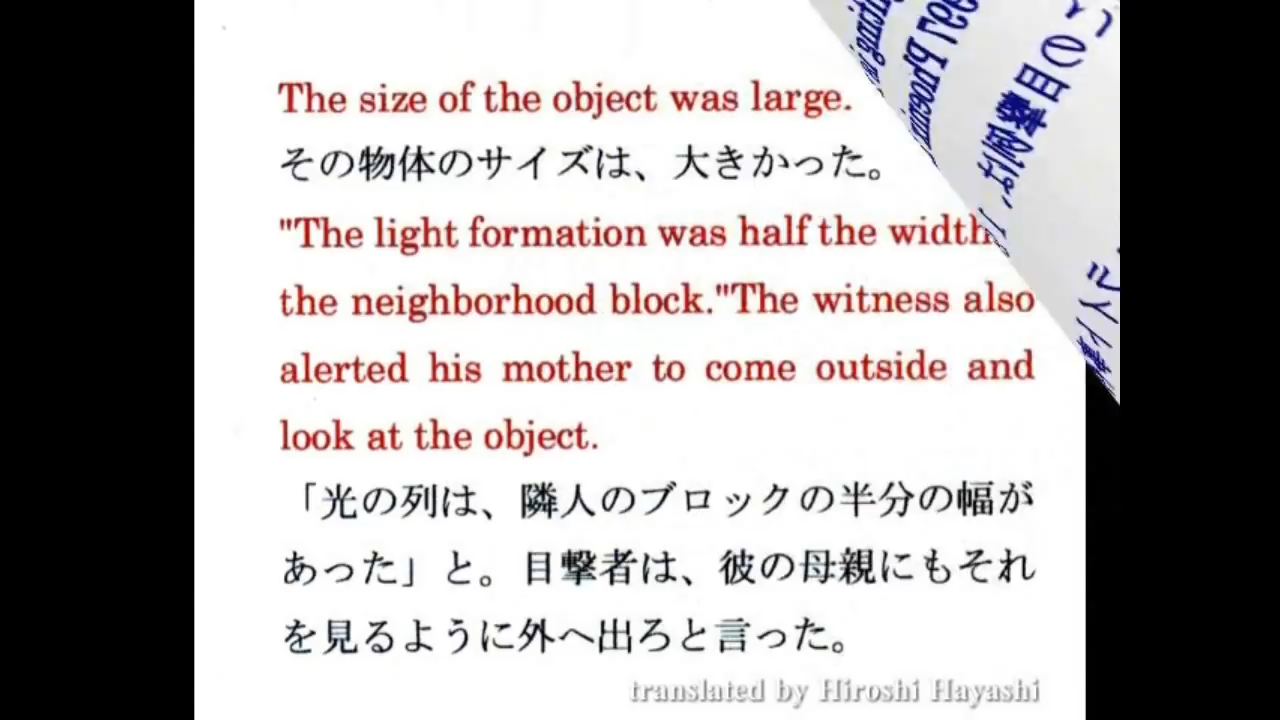 The size of the object was large.
その物体のサイズは、大きかった。
"The light formation was half the width
the neighborhood block."The witness also
alerted his mother to come outside and
look at the object.
「光の列は、隣人のブロックの半分の幅が
あった」と。目撃者は、彼の母親にもそれ
を見るように外へ出ろと言った。
translated by Hiroshi Hayashi